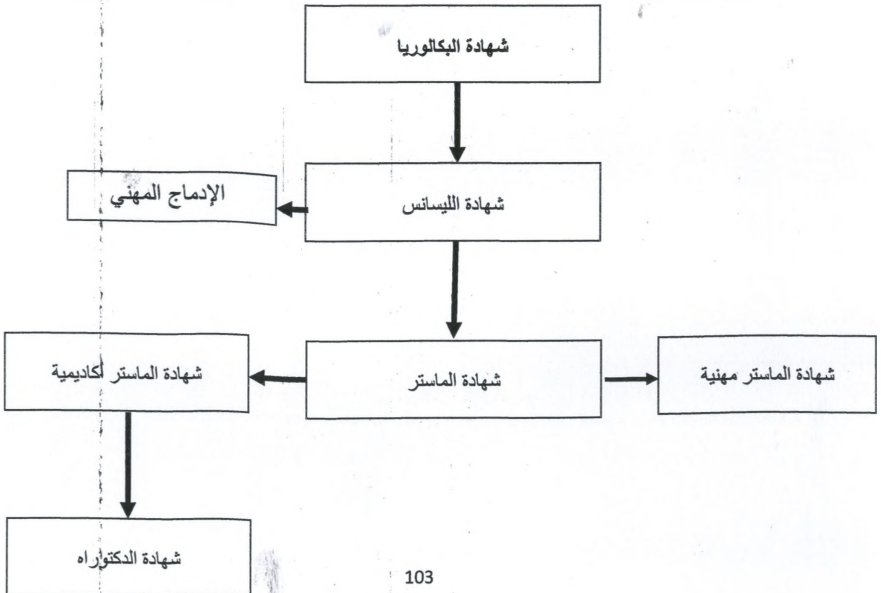 شهادة البكالوريا
شهادة الليسانس
الإدماج المهني
شهادة الماستر مهنية
شهادة الماستر
شهادة الماستر أكاديمية
شهادة الدكتوراه
103